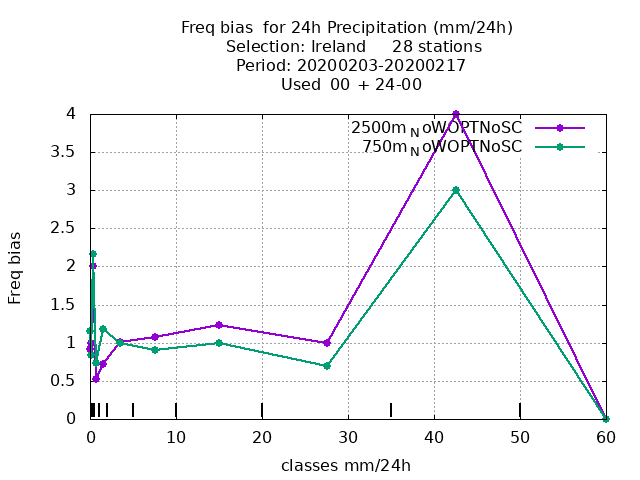 Freq bias  for 24h Precipitation (mm/24h)
Selection: Ireland     28 stations
Period: 20200203-20200217
Used  00 + 24-00
2500m_NoWOPTNoSC
750m_NoWOPTNoSC
4
3.5
3
2.5
2
1.5
1
0.5
0
Freq bias
0 10 20 30 40 50 60
classes mm/24h